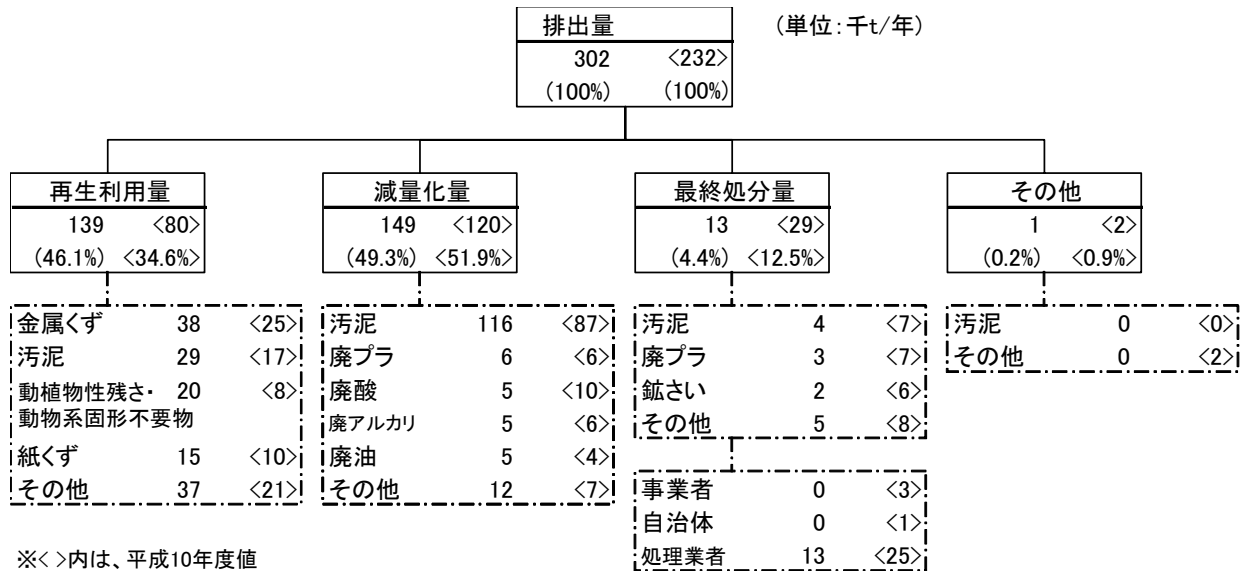 排出量
(単位:千t/年)
302 <232>
(100%) (100%)
再生利用量
139 <80>
(46.1%) <34.6%>
金属くず 38 <25>
汚泥 29 <17>
動植物性残さ・ 20 <8>
動物系固形不要物
紙くず 15 <10>
その他 37 <21>
減量化量
149 <120>
(49.3%) <51.9%>
汚泥 116 <87>
廃プラ 6 <6>
廃酸 5 <10>
廃アルカリ 5 <6>
廃油 5 <4>
その他 12 <7>
最終処分量
13 <29>
(4.4%) <12.5%>
汚泥 4 <7>
廃プラ 3 <7>
鉱さい 2 <6>
その他 5 <8>
事業者 0 <3>
自治体 0 <1>
処理業者 13 <25>
その他
1 <2>
(0.2%) <0.9%>
汚泥 0 <0>
その他 0 <2>
※< >内は、平成10年度値